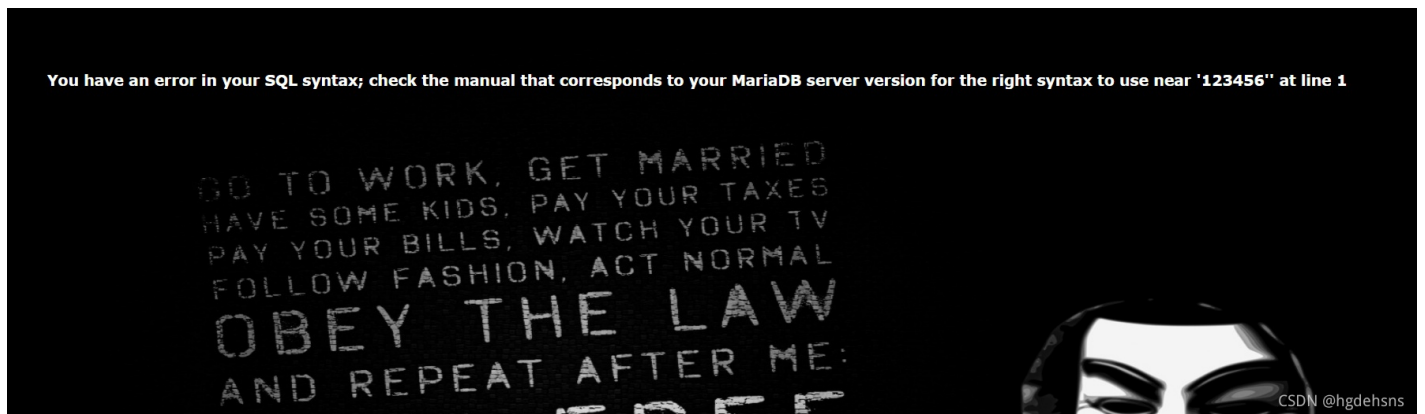 You have an error in your SQL syntax; check the manual that corresponds to your MariaDB server version for the right syntax to use near '123456'' at line 1
GO TO WORK, GET MARRIED
HAVE SOME KIDS, PAY YOUR TAXES
PAY YOUR BILLS, WATCH YOUR TV
FOLLOW FASHION, ACT NORMAL
OBEY THE LAW
AND REPEAT AFTER ME:
FREE
CSDN @hgdehsns